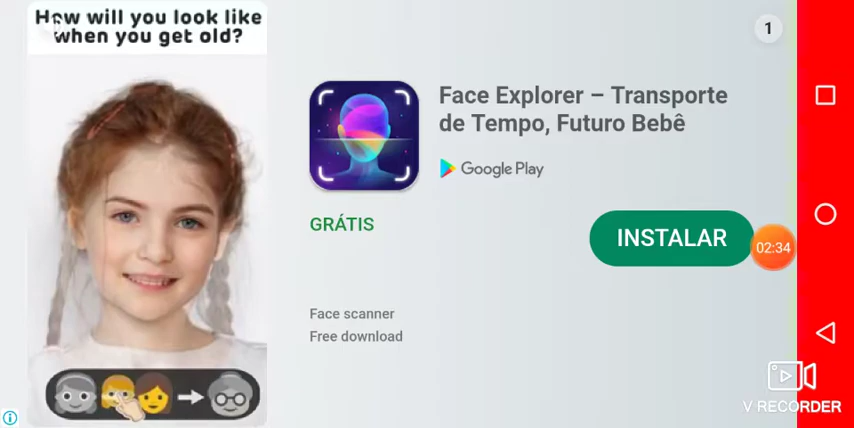 How will you look like
when you get old?
1
Face Explorer – Transporte
de Tempo, Futuro Bebê
Google Play
GRÁTIS
INSTALAR
02:34
Face scanner
Free download
V RECORDER